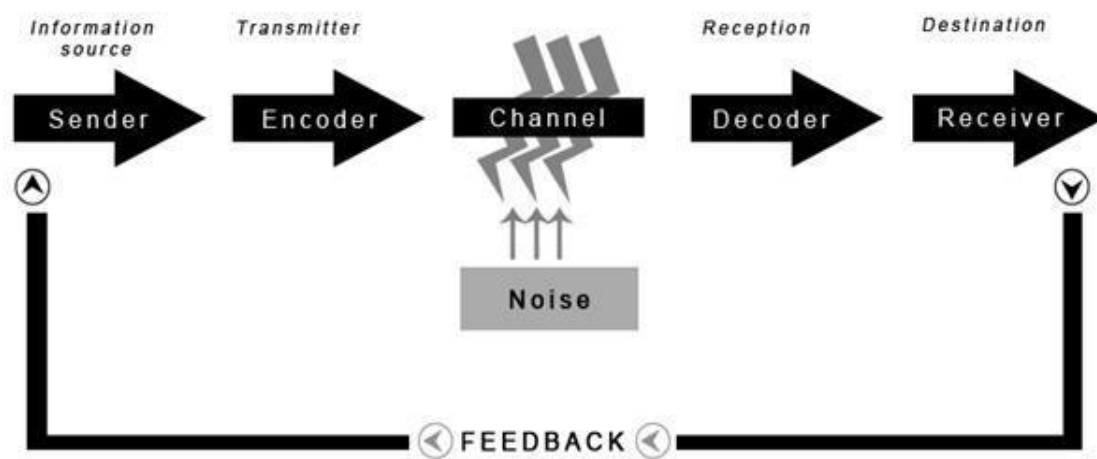 Information
source
Transmitter
Reception
Destination
Sender
Encoder
Channel
Decoder
Receiver
Noise
FEEDBACK